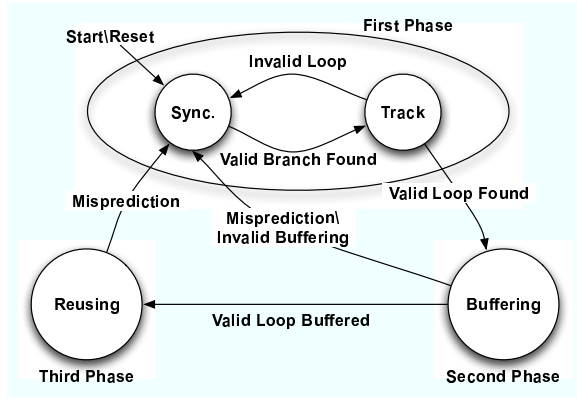 First Phase
Start\Reset
Invalid Loop
Sync.
Track
Valid Branch Found
Misprediction
Valid Loop Found
Misprediction\
Invalid Buffering
Reusing
Buffering
Valid Loop Buffered
Third Phase
Second Phase